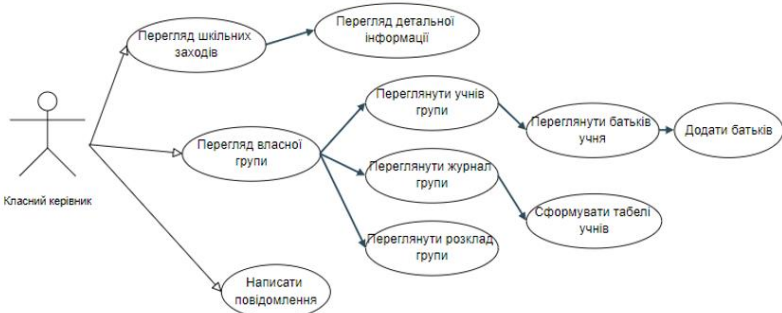 Перегляд шкільних
заходів
Перегляд детальної
інформації
Переглянути учнів
групи
Переглянути батьків
учня
Додати батьків
Перегляд власної
групи
Переглянути журнал
групи
Класний керівник
Сформувати табелі
учнів
Переглянути розклад
групи
Написати
повідомлення